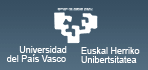 Universidad
del País Vasco
Euskal Herriko
Unibertsitatea